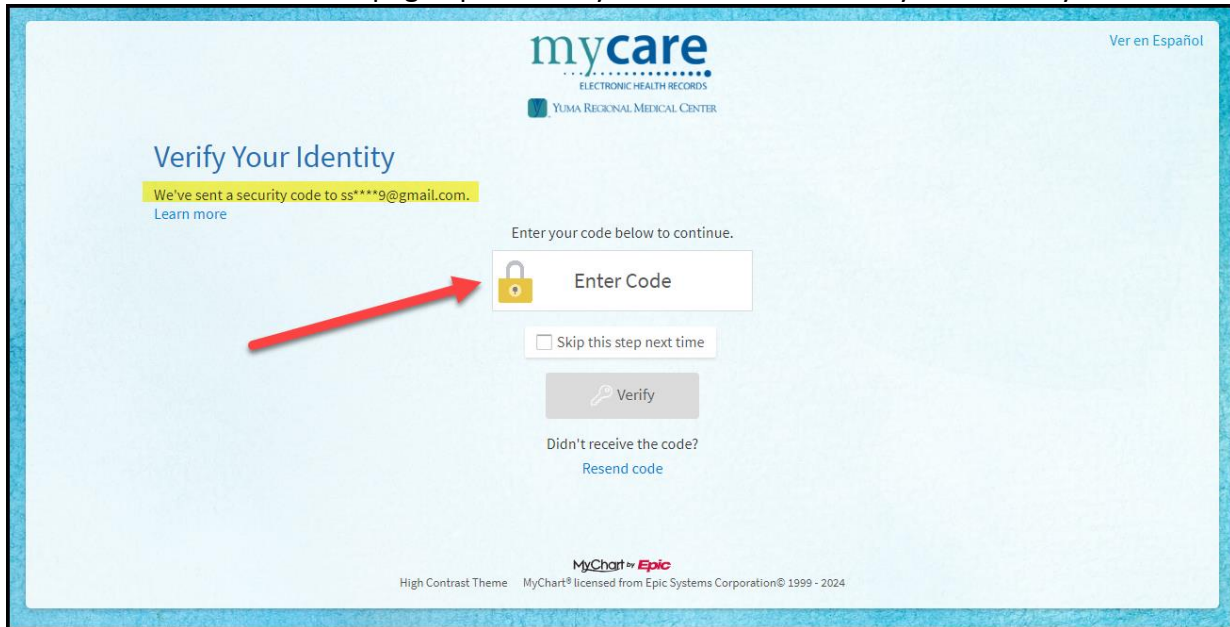 mycare
Ver en Español
ELECTRONIC HEALTH RECORDS
YUMA REGIONAL MEDICAL CENTER
Verify Your Identity
We've sent a security code to ss****9@gmail.com.
Learn more
Enter your code below to continue.
Enter Code
Skip this step next time
Verify
Didn't receive the code?
Resend code
MyChart by Epic
High Contrast Theme MyChart® licensed from Epic Systems Corporation© 1999 - 2024